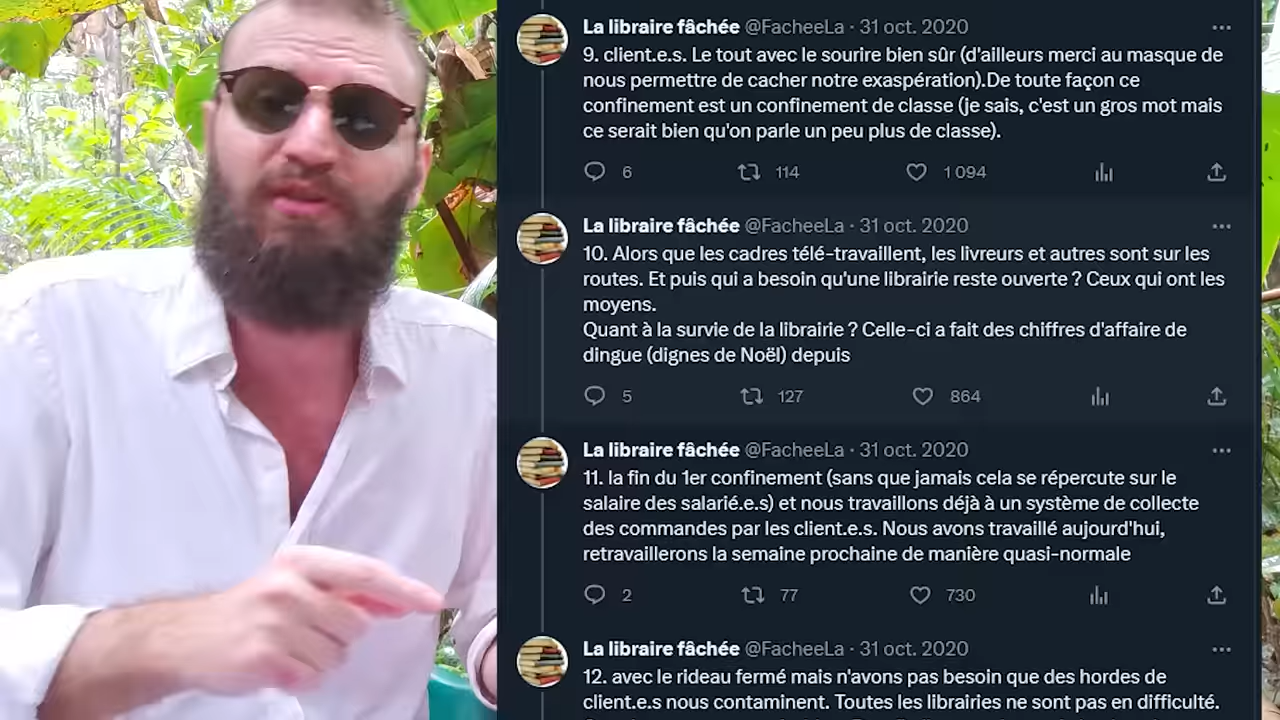 La libraire fâchée @FacheeLa · 31 oct. 2020
9. client.e.s. Le tout avec le sourire bien sûr (d'ailleurs merci au masque de
nous permettre de cacher notre exaspération).De toute façon ce
confinement est un confinement de classe (je sais, c'est un gros mot mais
ce serait bien qu'on parle un peu plus de classe).
6 114 1 094
La libraire fâchée @FacheeLa · 31 oct. 2020
10. Alors que les cadres télé-travaillent, les livreurs et autres sont sur les
routes. Et puis qui a besoin qu'une librairie reste ouverte ? Ceux qui ont les
moyens.
Quant à la survie de la librairie ? Celle-ci a fait des chiffres d'affaire de
dingue (dignes de Noël) depuis
5 127 864
La libraire fâchée @FacheeLa · 31 oct. 2020
11. la fin du 1er confinement (sans que jamais cela se répercute sur le
salaire des salarié.e.s) et nous travaillons déjà à un système de collecte
des commandes par les client.e.s. Nous avons travaillé aujourd'hui,
retravaillerons la semaine prochaine de manière quasi-normale
2 77 730
La libraire fâchée @FacheeLa · 31 oct. 2020
12. avec le rideau fermé mais n'avons pas besoin que des hordes de
client.e.s nous contaminent. Toutes les librairies ne sont pas en difficulté.